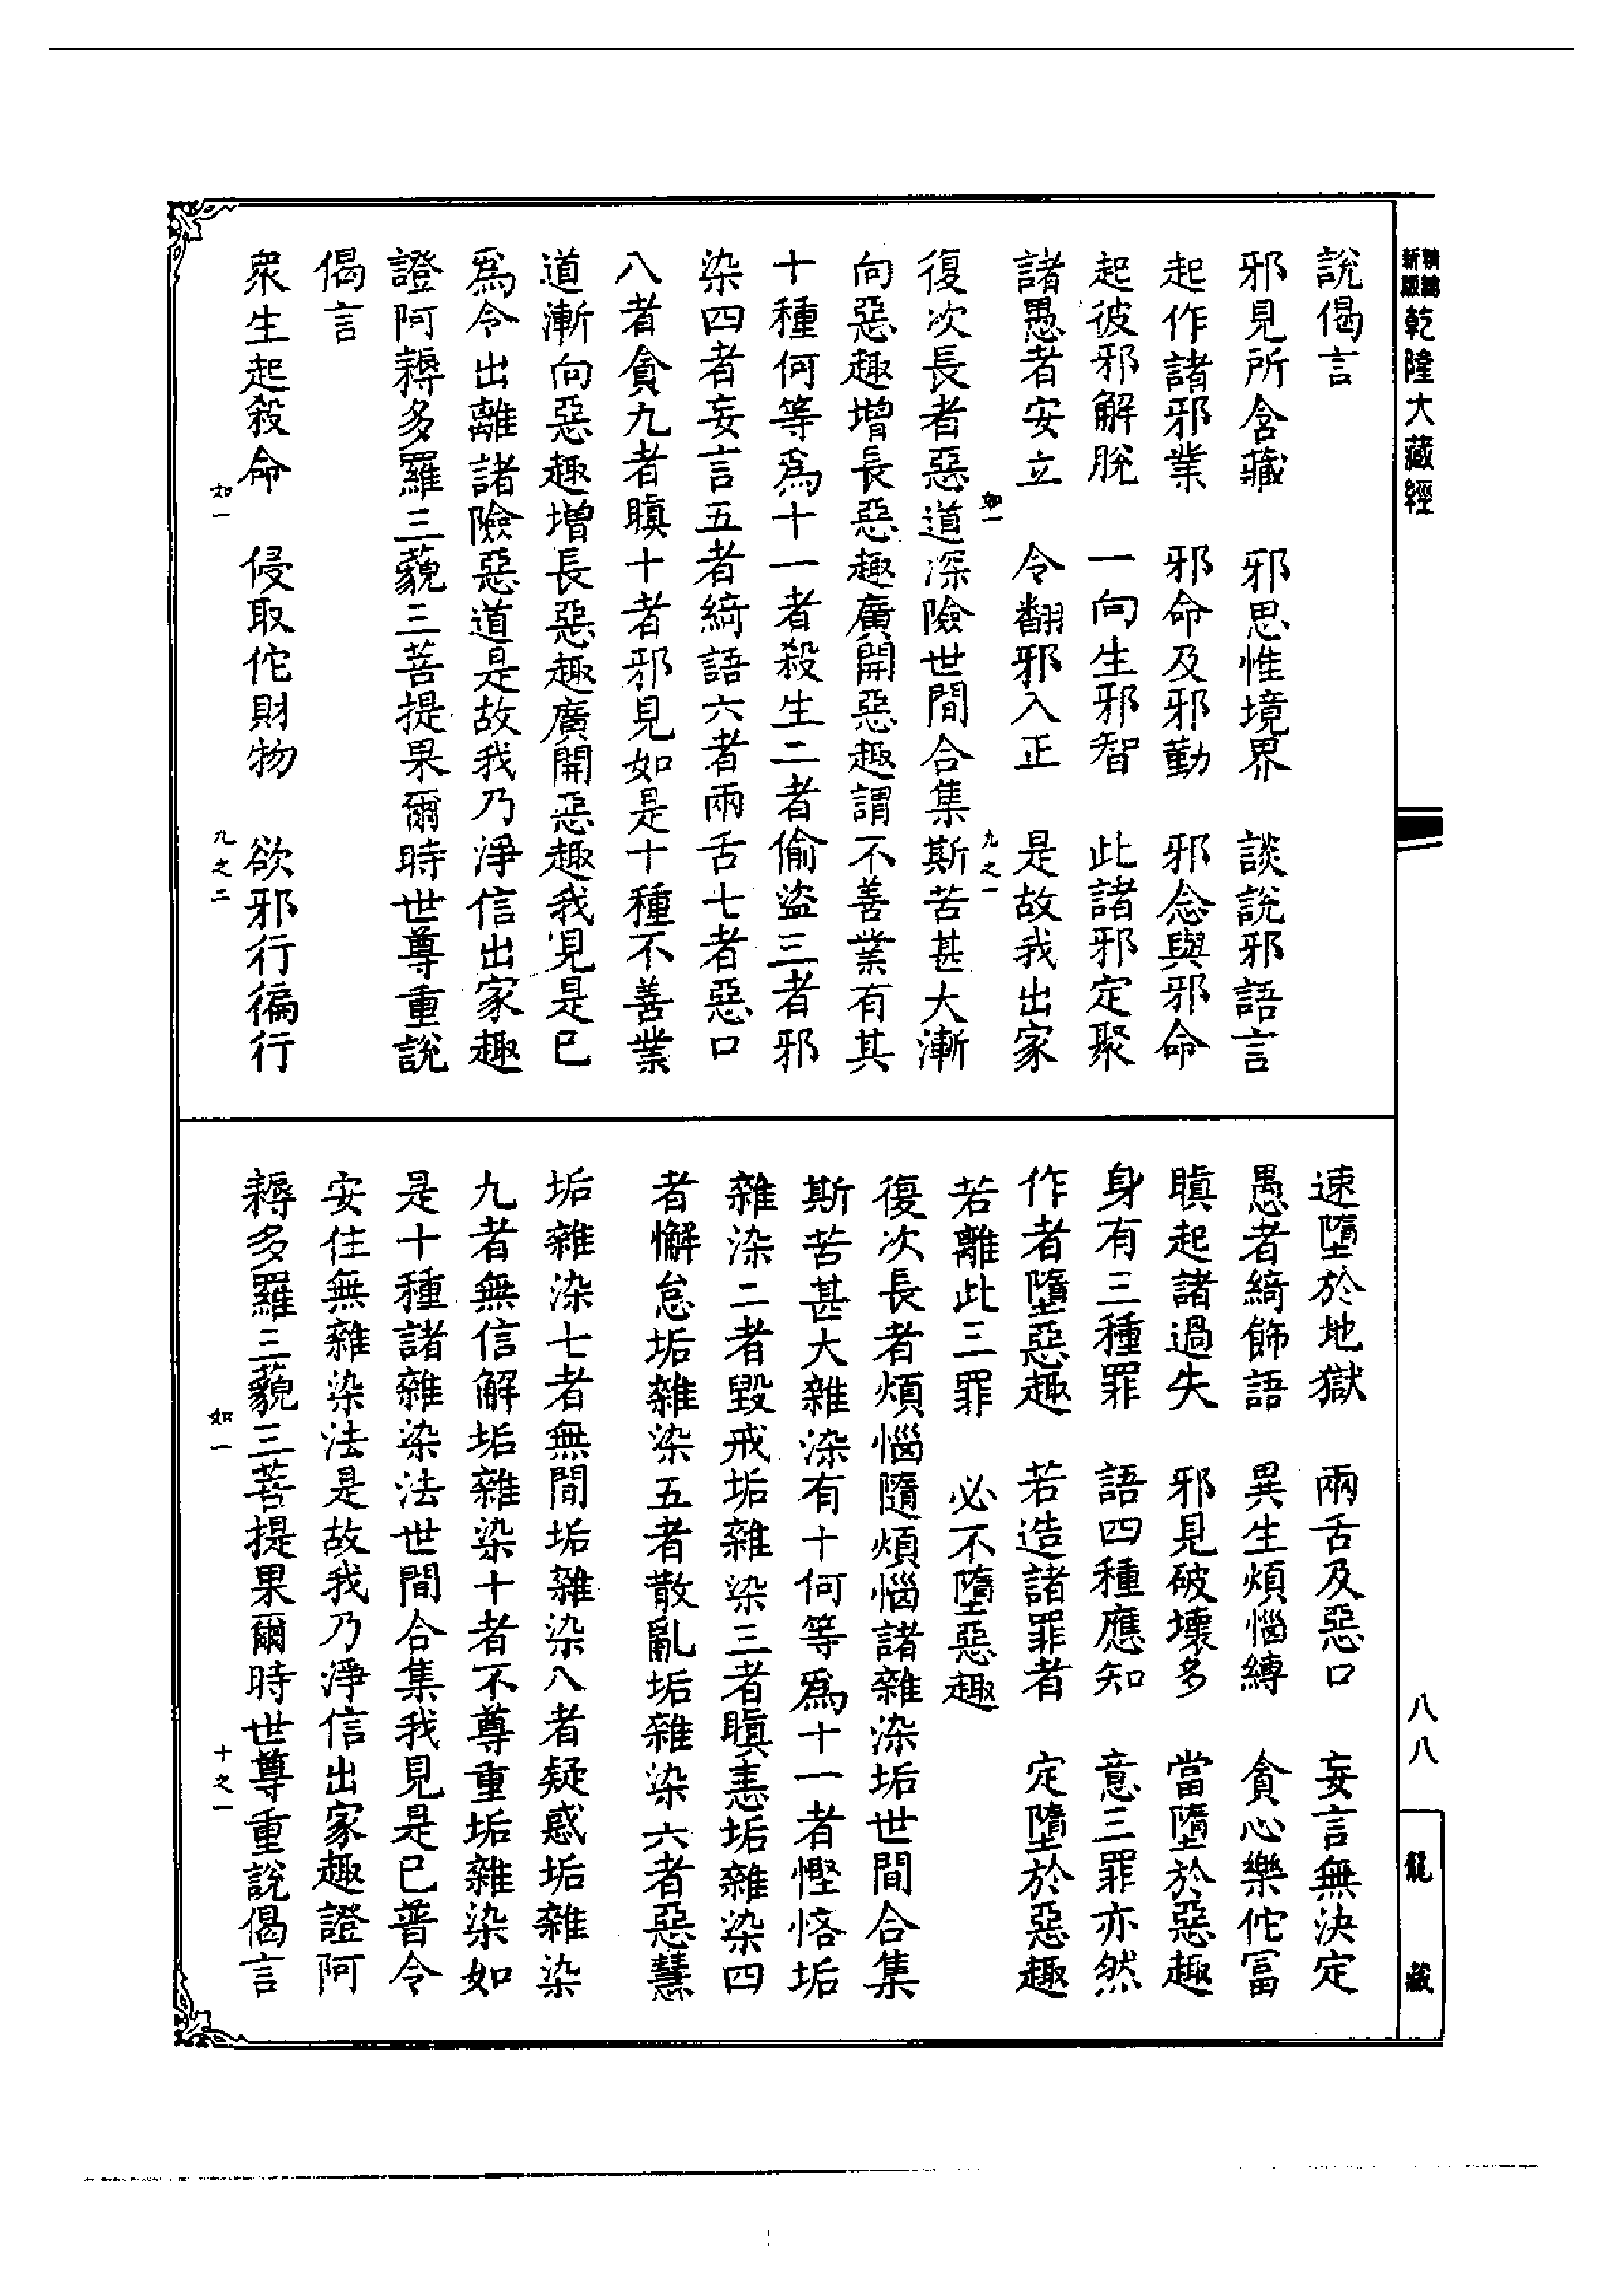 新版
乾隆大藏經
說偈言
邪見所含藏　邪思惟境界　談說邪語言
起作諸邪業　邪命及邪勤　邪念與邪命
起彼邪解脫　一向生邪智　此諸邪定聚
諸愚者安立　令翻邪入正　是故我出家
如一　九之一
復次長者惡道深險世間合集斯苦甚大漸
向惡趣增長惡趣廣開惡趣謂不善業有其
十種何等爲十一者殺生二者偷盜三者邪
染四者妄言五者綺語六者兩舌七者惡口
八者貪九者瞋十者邪見如是十種不善業
道漸向惡趣增長惡趣廣開惡趣我見是已
爲令出離諸險惡道是故我乃淨信出家趣
證阿耨多羅三藐三菩提果爾時世尊重說
偈言
衆生起殺命　侵取佗財物　欲邪行徧行
如一　九之二
速墮於地獄　兩舌及惡口　妄言無決定
愚者綺飾語　異生煩惱縛　貪心樂佗富
瞋起諸過失　邪見破壞多　當墮於惡趣
身有三種罪　語四種應知　意三罪亦然
作者墮惡趣　若造諸罪者　定墮於惡趣
若離此三罪　必不墮惡趣
復次長者煩惱隨煩惱諸雜染垢世間合集
斯苦甚大雜染有十何等爲十一者慳悋垢
雜染二者毀戒垢雜染三者瞋恚垢雜染四
者懈怠垢雜染五者散亂垢雜染六者惡慧
垢雜染七者無間垢雜染八者疑惑垢雜染
九者無信解垢雜染十者不尊重垢雜染如
是十種諸雜染法世間合集我見是已普令
安住無雜染法是故我乃淨信出家趣證阿
耨多羅三藐三菩提果爾時世尊重說偈言
如一　十之一
八八
龍藏